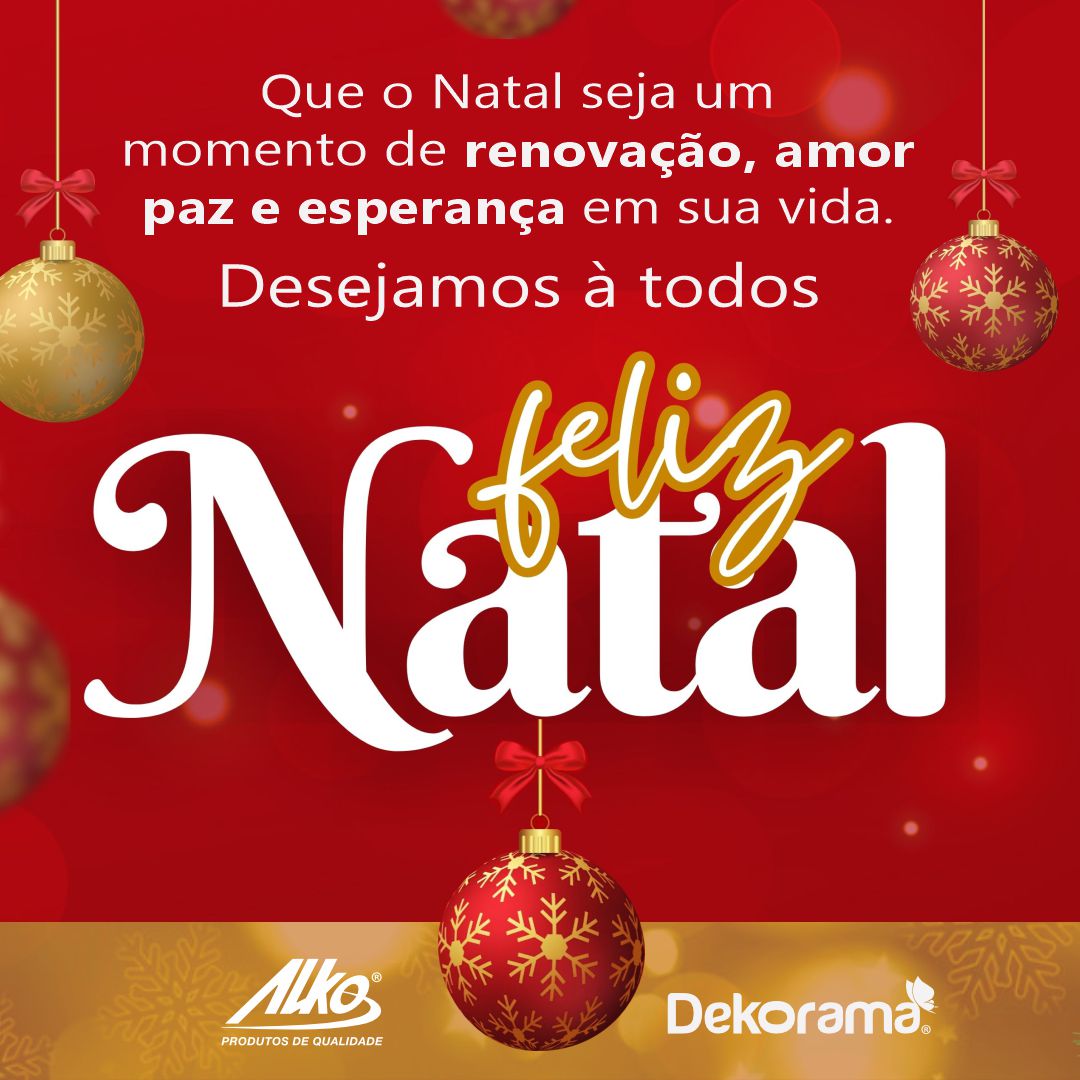 Que o Natal seja um
momento de renovação, amor
paz e esperança em sua vida.
Desejamos à todos
feliz
Natal
ALKO®
PRODUTOS DE QUALIDADE
Dekorama®